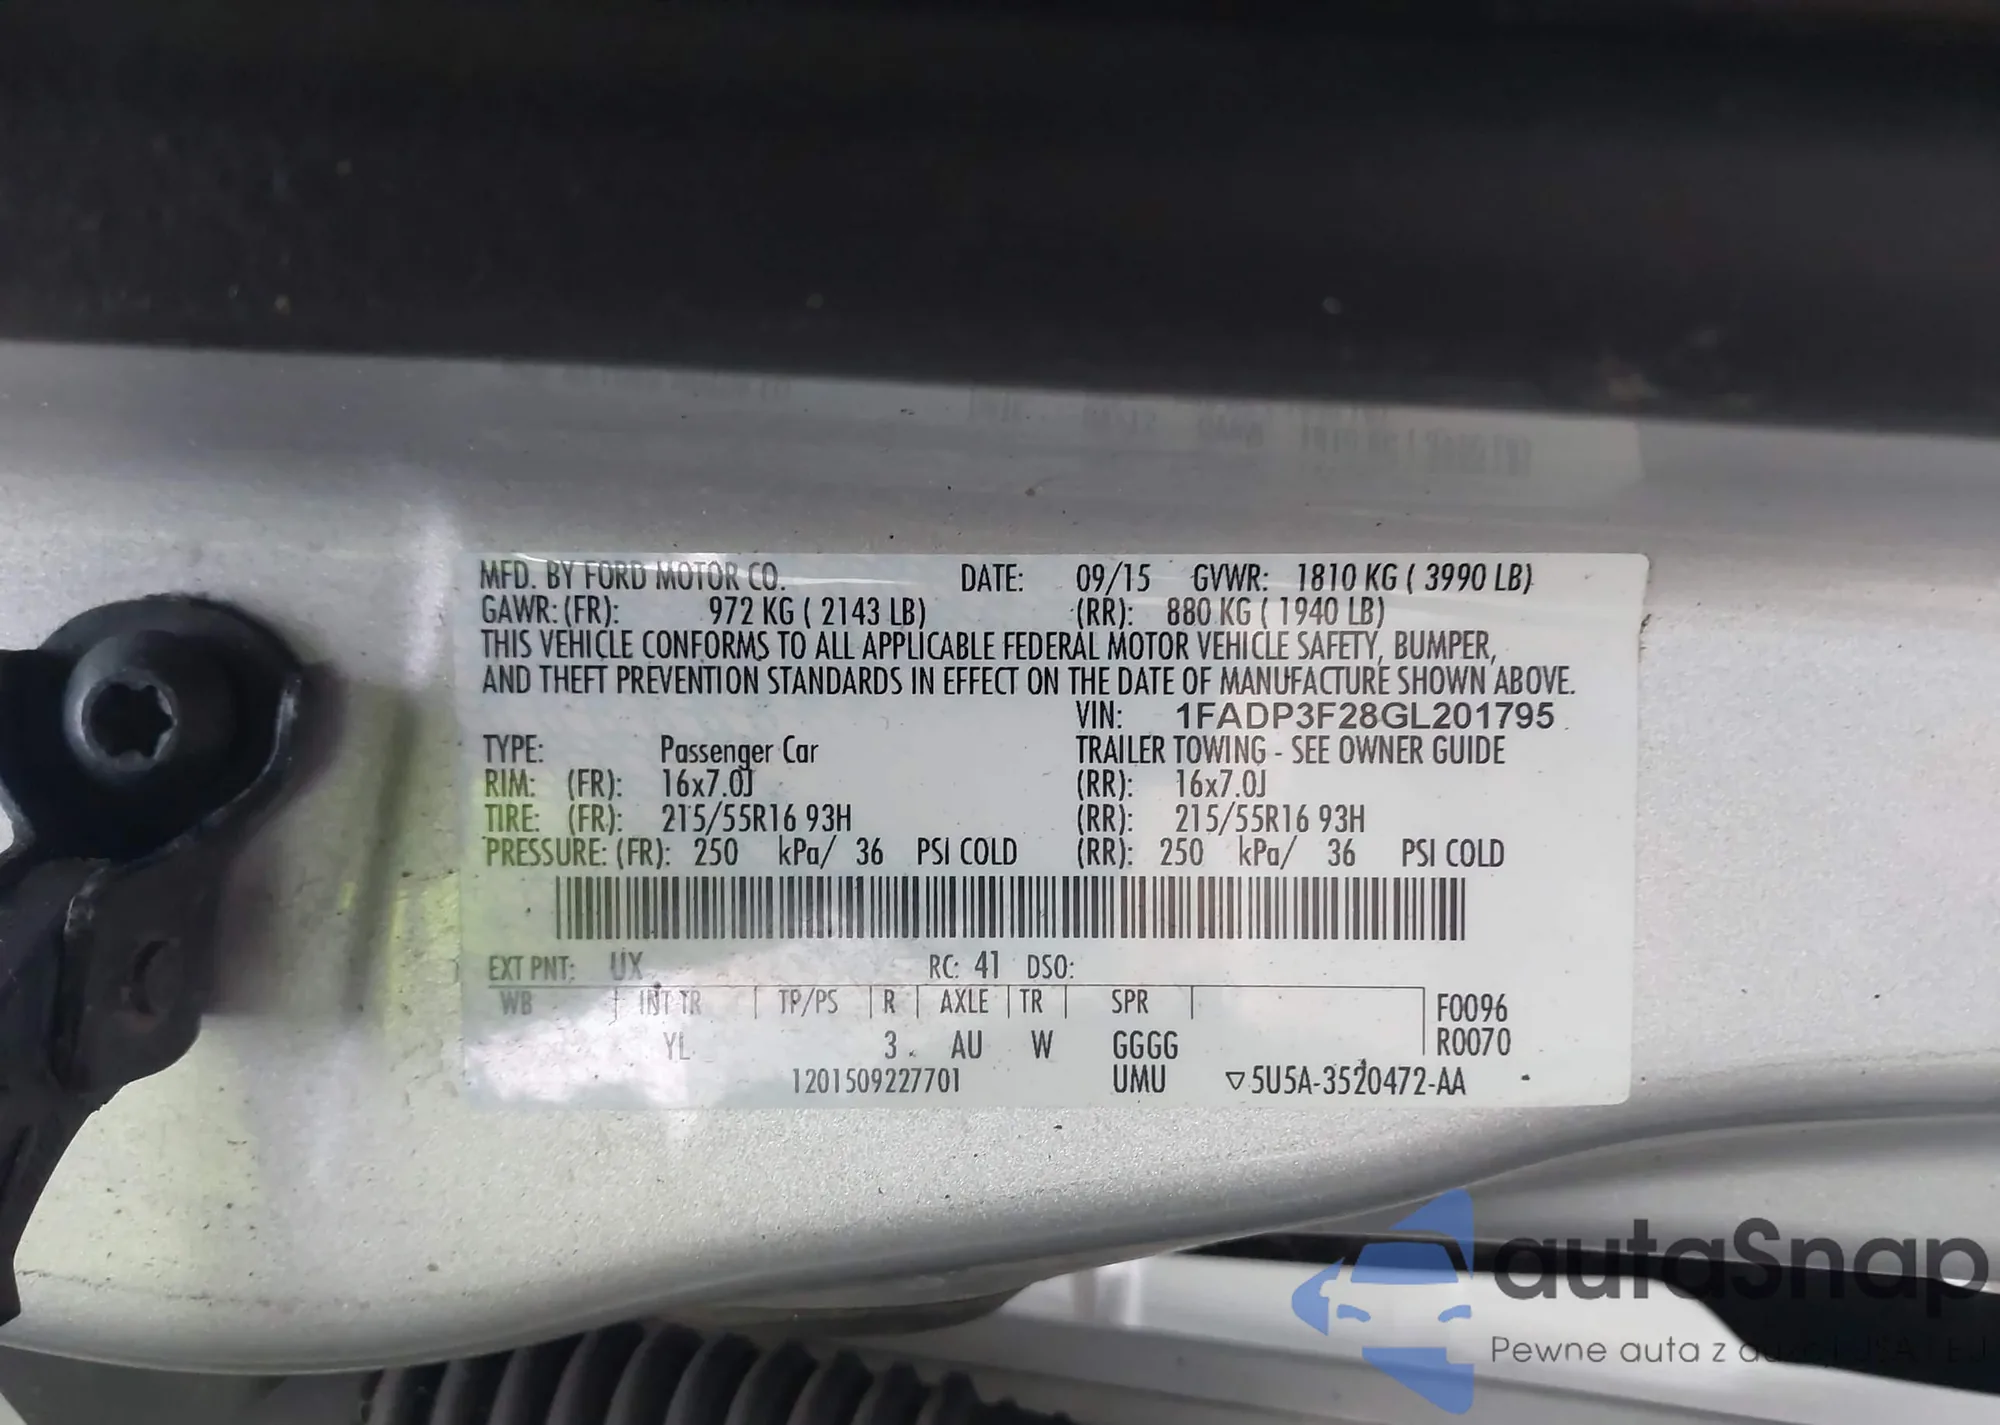 MFD. BY FORD MOTOR CO. DATE: 09/15 GVWR: 1810 KG ( 3990 LB)
GAWR: (FR): 972 KG ( 2143 LB) (RR): 880 KG ( 1940 LB)
THIS VEHICLE CONFORMS TO ALL APPLICABLE FEDERAL MOTOR VEHICLE SAFETY, BUMPER,
AND THEFT PREVENTION STANDARDS IN EFFECT ON THE DATE OF MANUFACTURE SHOWN ABOVE.
VIN: 1FADP3F28GL201795
TYPE: Passenger Car TRAILER TOWING - SEE OWNER GUIDE
RIM: (FR): 16x7.0J (RR): 16x7.0J
TIRE: (FR): 215/55R16 93H (RR): 215/55R16 93H
PRESSURE: (FR): 250 kPa/ 36 PSI COLD (RR): 250 kPa/ 36 PSI COLD
EXT PNT: UX RC: 41 DSO:
WB INT TR TP/PS R AXLE TR SPR F0096
YL 3 AU W GGGG R0070
1201509227701 UMU ▽5U5A-3520472-AA
autaSnap
Pewne auta z aukcji USA i EU